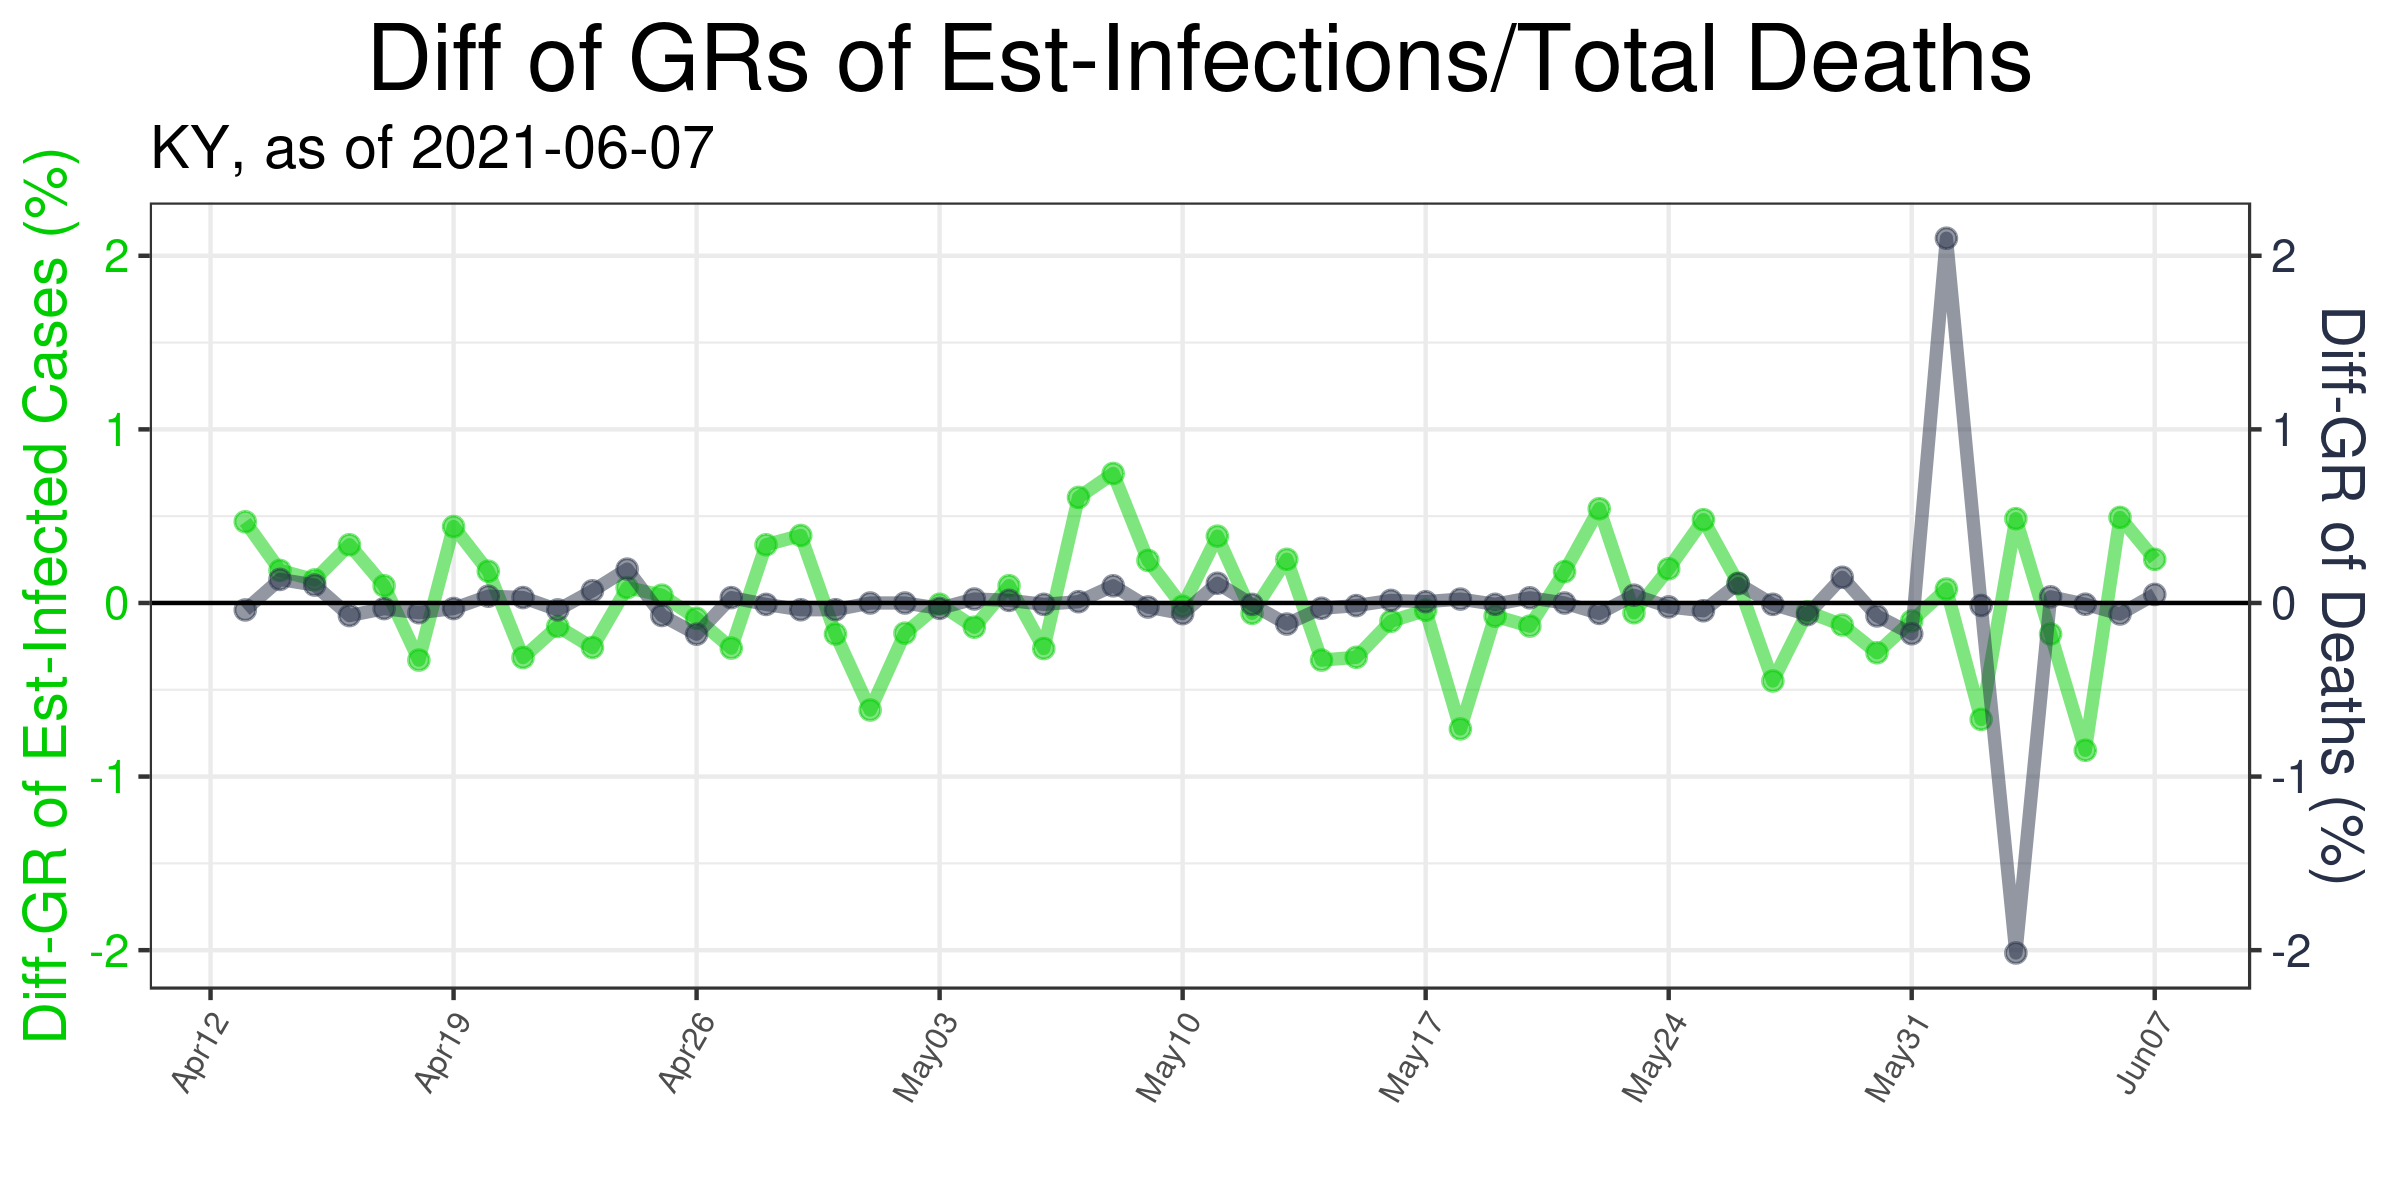 Diff of GRs of Est-Infections/Total Deaths
KY, as of 2021-06-07
Diff-GR of Est-Infected Cases (%)
2
1
0
-1
-2
2
1
0
-1
-2
Diff-GR of Deaths (%)
Apr12
Apr19
Apr26
May03
May10
May17
May24
May31
Jun07